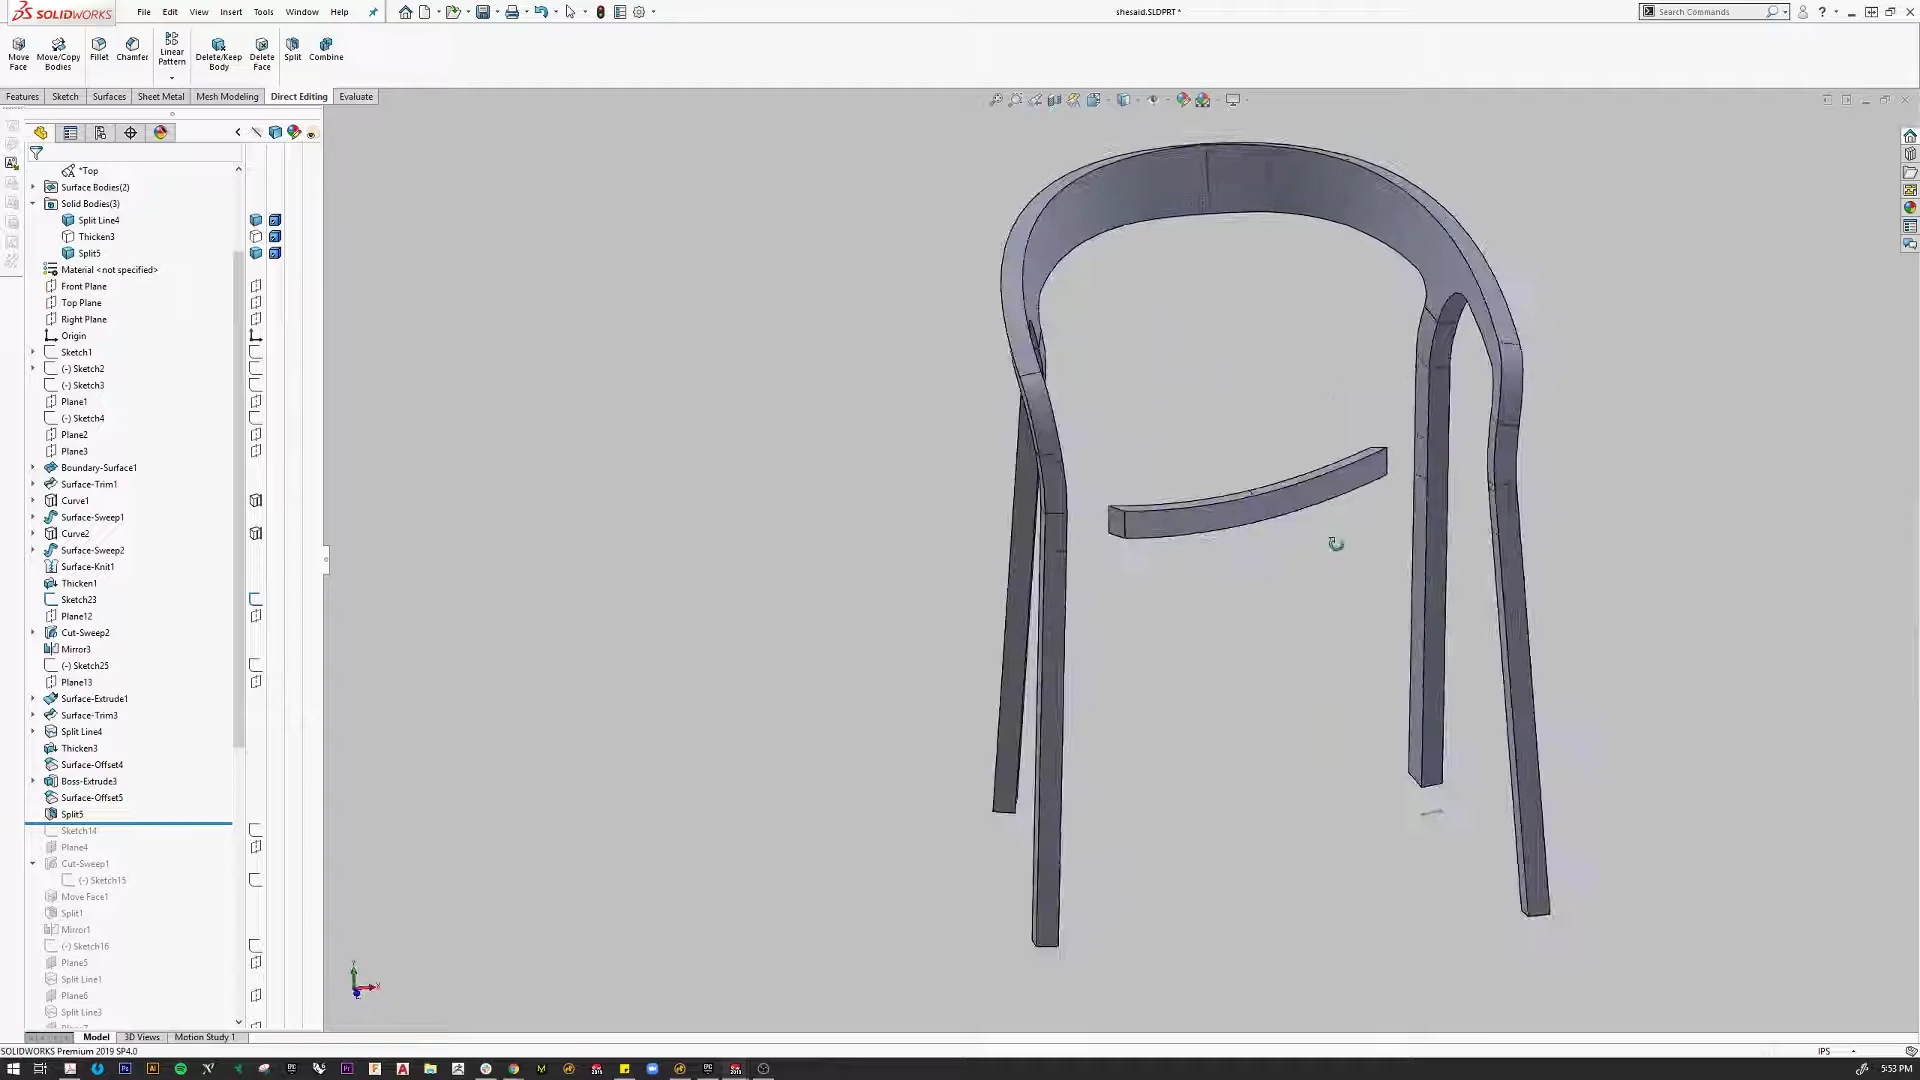 SOLIDWORKS File Edit View Insert Tools Window Help shesaid.SLDPRT * Search Commands
Move Face Move/Copy Bodies Fillet Chamfer Linear Pattern Delete/Keep Body Delete Face Split Combine
Features Sketch Surfaces Sheet Metal Mesh Modeling Direct Editing Evaluate
*Top
Surface Bodies(2)
Solid Bodies(3)
Split Line4
Thicken3
Split5
Material <not specified>
Front Plane
Top Plane
Right Plane
Origin
Sketch1
(-) Sketch2
(-) Sketch3
Plane1
(-) Sketch4
Plane2
Plane3
Boundary-Surface1
Surface-Trim1
Curve1
Surface-Sweep1
Curve2
Surface-Sweep2
Surface-Knit1
Thicken1
Sketch23
Plane12
Cut-Sweep2
Mirror3
(-) Sketch25
Plane13
Surface-Extrude1
Surface-Trim3
Split Line4
Thicken3
Surface-Offset4
Boss-Extrude3
Surface-Offset5
Split5
Sketch14
Plane4
Cut-Sweep1
(-) Sketch15
Move Face1
Split1
Mirror1
(-) Sketch16
Plane5
Split Line1
Plane6
Split Line3
Model 3D Views Motion Study 1
SOLIDWORKS Premium 2019 SP4.0 IPS
5:53 PM